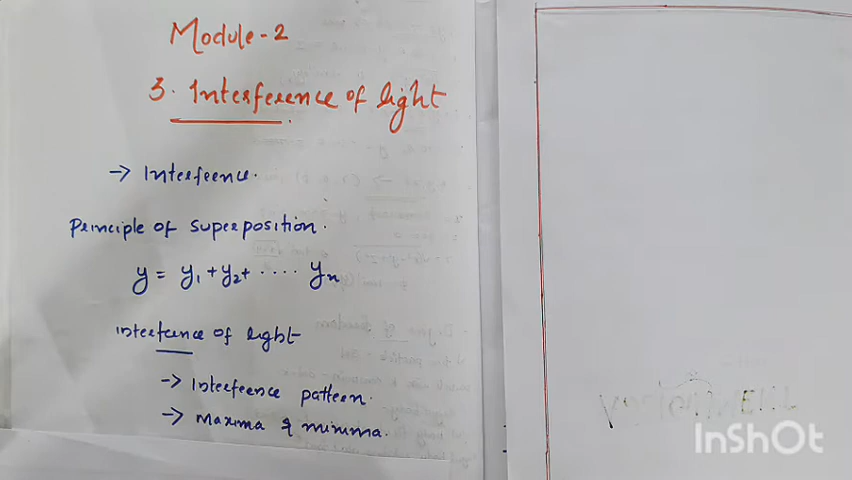 Module-2
3. Interference of light
→ Interfeence.
Principle of superposition.
y = y₁ + y₂ + ···· yₙ
interfcence of light
→ Interfeence pattern.
→ maxima & minima.
InShOt